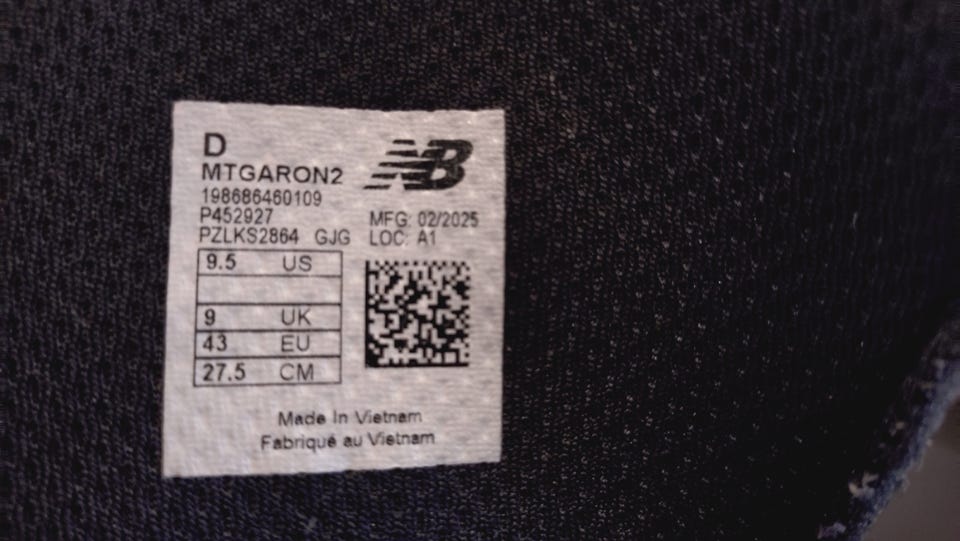 D
MTGARON2
NB
198686460109
P452927
MFG: 02/2025
PZLKS2864 GJG
LOC: A1
9.5 US
9 UK
43 EU
27.5 CM
Made In Vietnam
Fabriqué au Vietnam